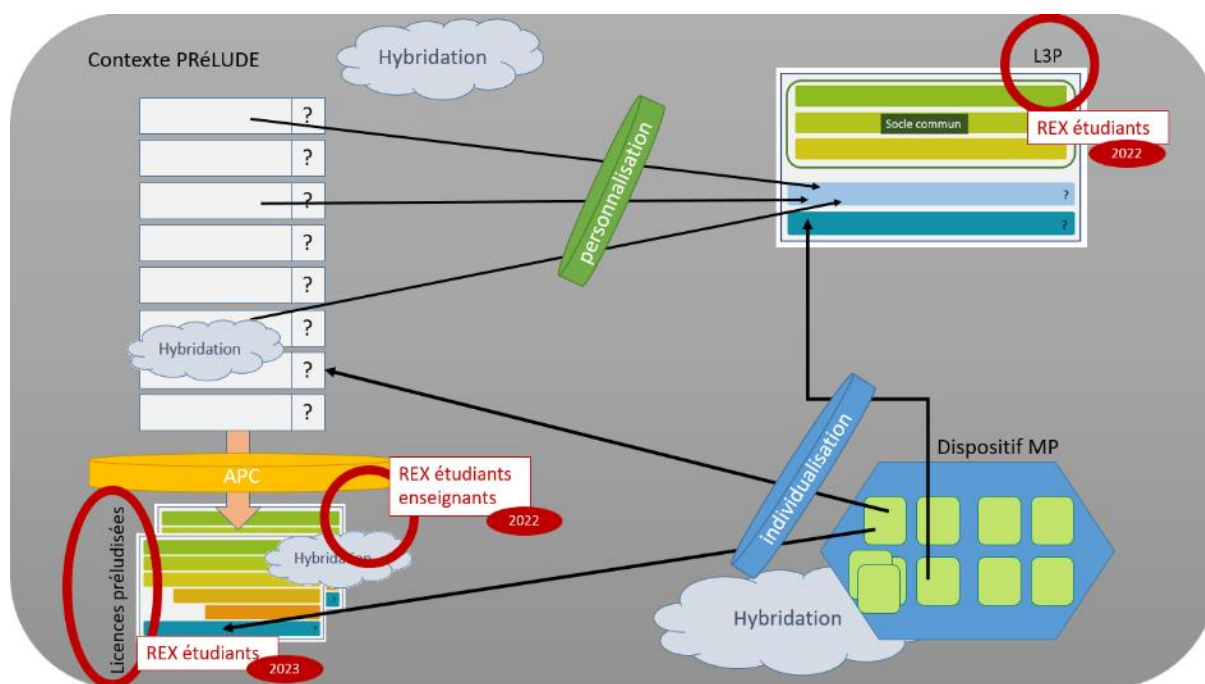 Contexte PRéLUDE
Hybridation
L3P
Socle commun
REX étudiants
2022
?
?
personnalisation
?
?
?
?
?
?
?
?
Hybridation
APC
REX étudiants
enseignants
2022
Licences préludisées
Hybridation
?
?
REX étudiants
2023
individualisation
Dispositif MP
Hybridation